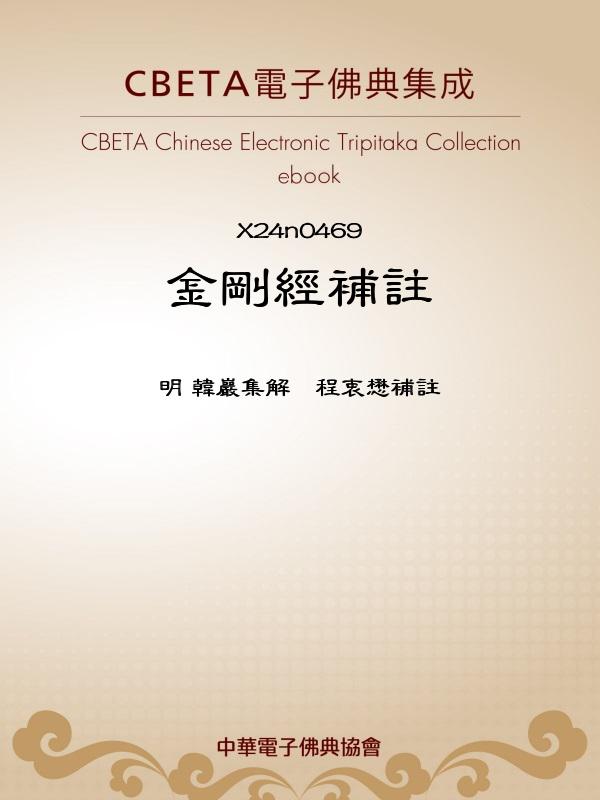 CBETA電子佛典集成
CBETA Chinese Electronic Tripitaka Collection
ebook
X24n0469
金剛經補註
明 韓巖集解　程衷懋補註
中華電子佛典協會